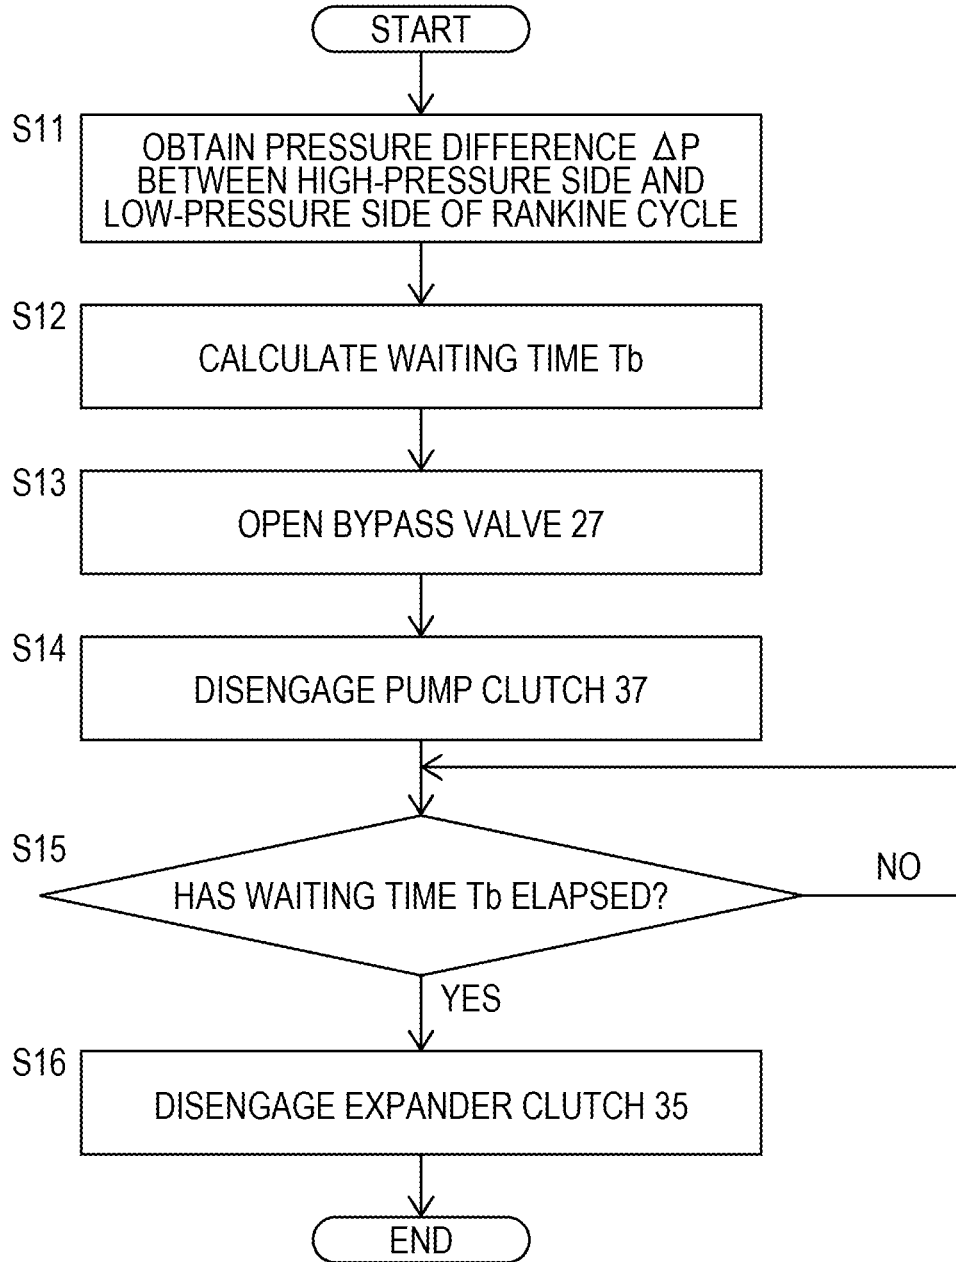 START
S11
OBTAIN PRESSURE DIFFERENCE ΔP
BETWEEN HIGH-PRESSURE SIDE AND
LOW-PRESSURE SIDE OF RANKINE CYCLE
S12
CALCULATE WAITING TIME Tb
S13
OPEN BYPASS VALVE 27
S14
DISENGAGE PUMP CLUTCH 37
S15
HAS WAITING TIME Tb ELAPSED?
NO
YES
S16
DISENGAGE EXPANDER CLUTCH 35
END